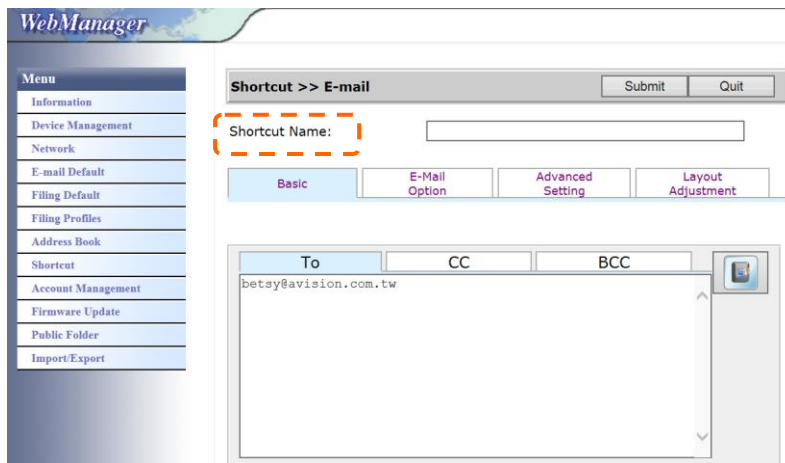 WebManager
Menu
Information
Device Management
Network
E-mail Default
Filing Default
Filing Profiles
Address Book
Shortcut
Account Management
Firmware Update
Public Folder
Import/Export
Shortcut >> E-mail
Submit
Quit
Shortcut Name:
Basic
E-Mail
Option
Advanced
Setting
Layout
Adjustment
To
CC
BCC
betsy@avision.com.tw